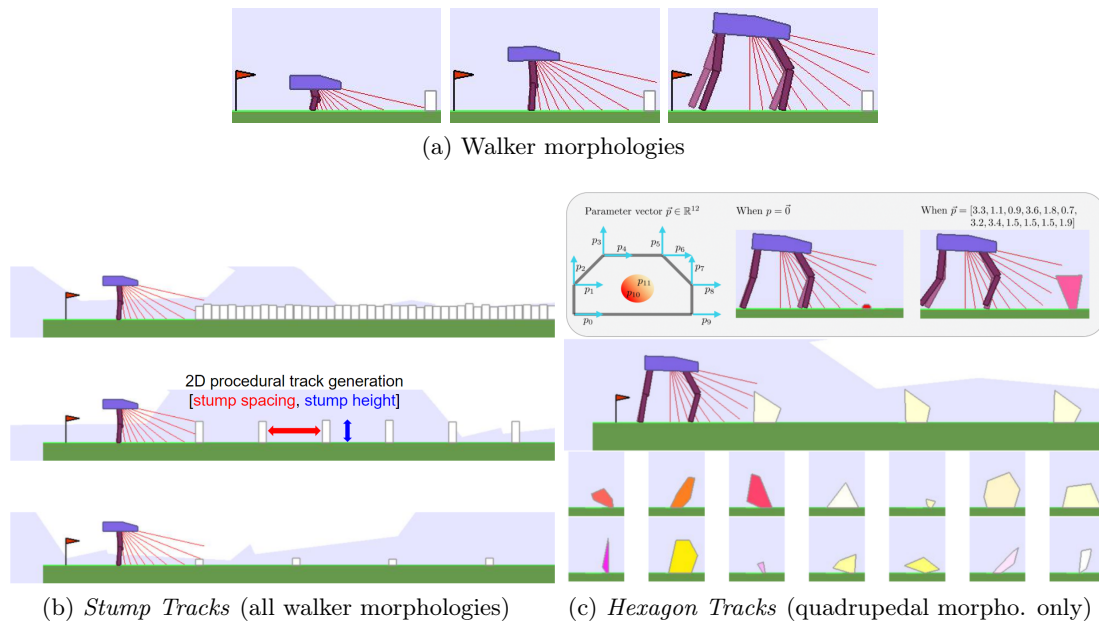 (a) Walker morphologies
2D procedural track generation
[stump spacing, stump height]
(b) Stump Tracks (all walker morphologies)
Parameter vector p⃗ ∈ ℝ¹²
When p = 0⃗
When p⃗ = [3.3, 1.1, 0.9, 3.6, 1.8, 0.7,
3.2, 3.4, 1.5, 1.5, 1.5, 1.9]
p₃
p₅
p₄
p₆
p₂
p₇
p₁
p₁₁
p₈
p₁₀
p₀
p₉
(c) Hexagon Tracks (quadrupedal morpho. only)